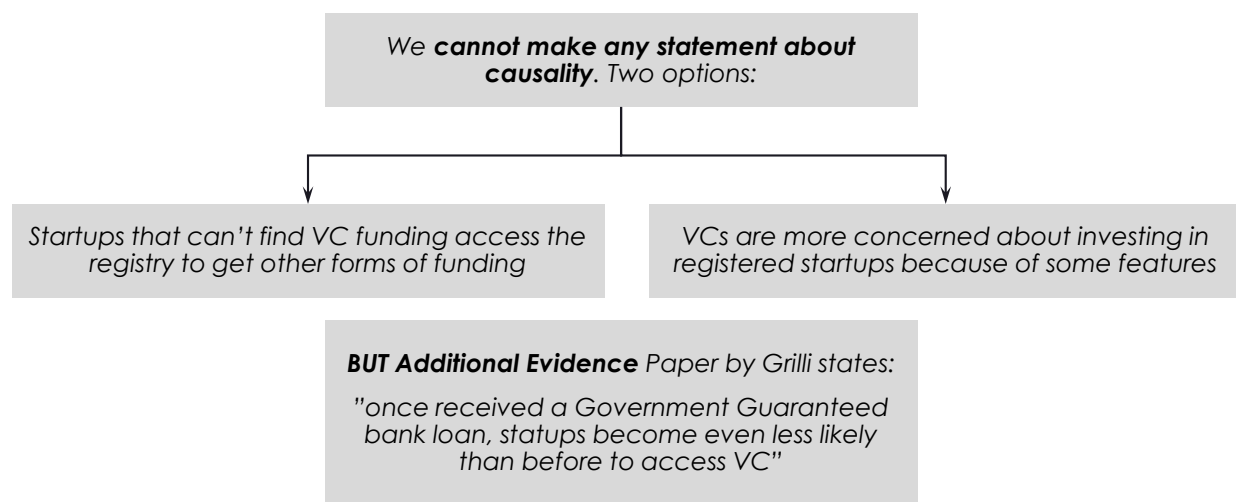 We cannot make any statement about
causality. Two options:
Startups that can’t find VC funding access the
registry to get other forms of funding
VCs are more concerned about investing in
registered startups because of some features
BUT Additional Evidence Paper by Grilli states:
”once received a Government Guaranteed
bank loan, statups become even less likely
than before to access VC”